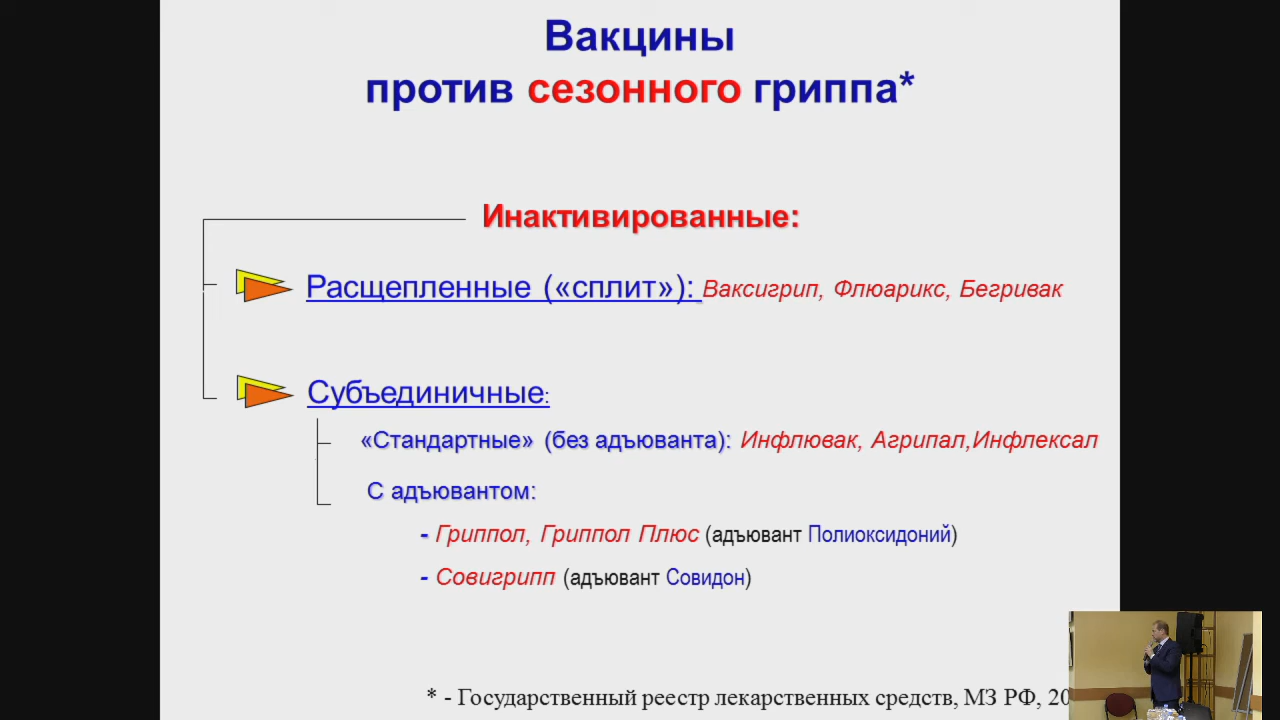 Вакцины
против сезонного гриппа*
Инактивированные:
Расщепленные («сплит»): Ваксигрип, Флюарикс, Бегривак
Субъединичные:
«Стандартные» (без адъюванта): Инфлювак, Агрипал,Инфлексал
С адъювантом:
- Гриппол, Гриппол Плюс (адъювант Полиоксидоний)
- Совигрипп (адъювант Совидон)
* - Государственный реестр лекарственных средств, МЗ РФ,